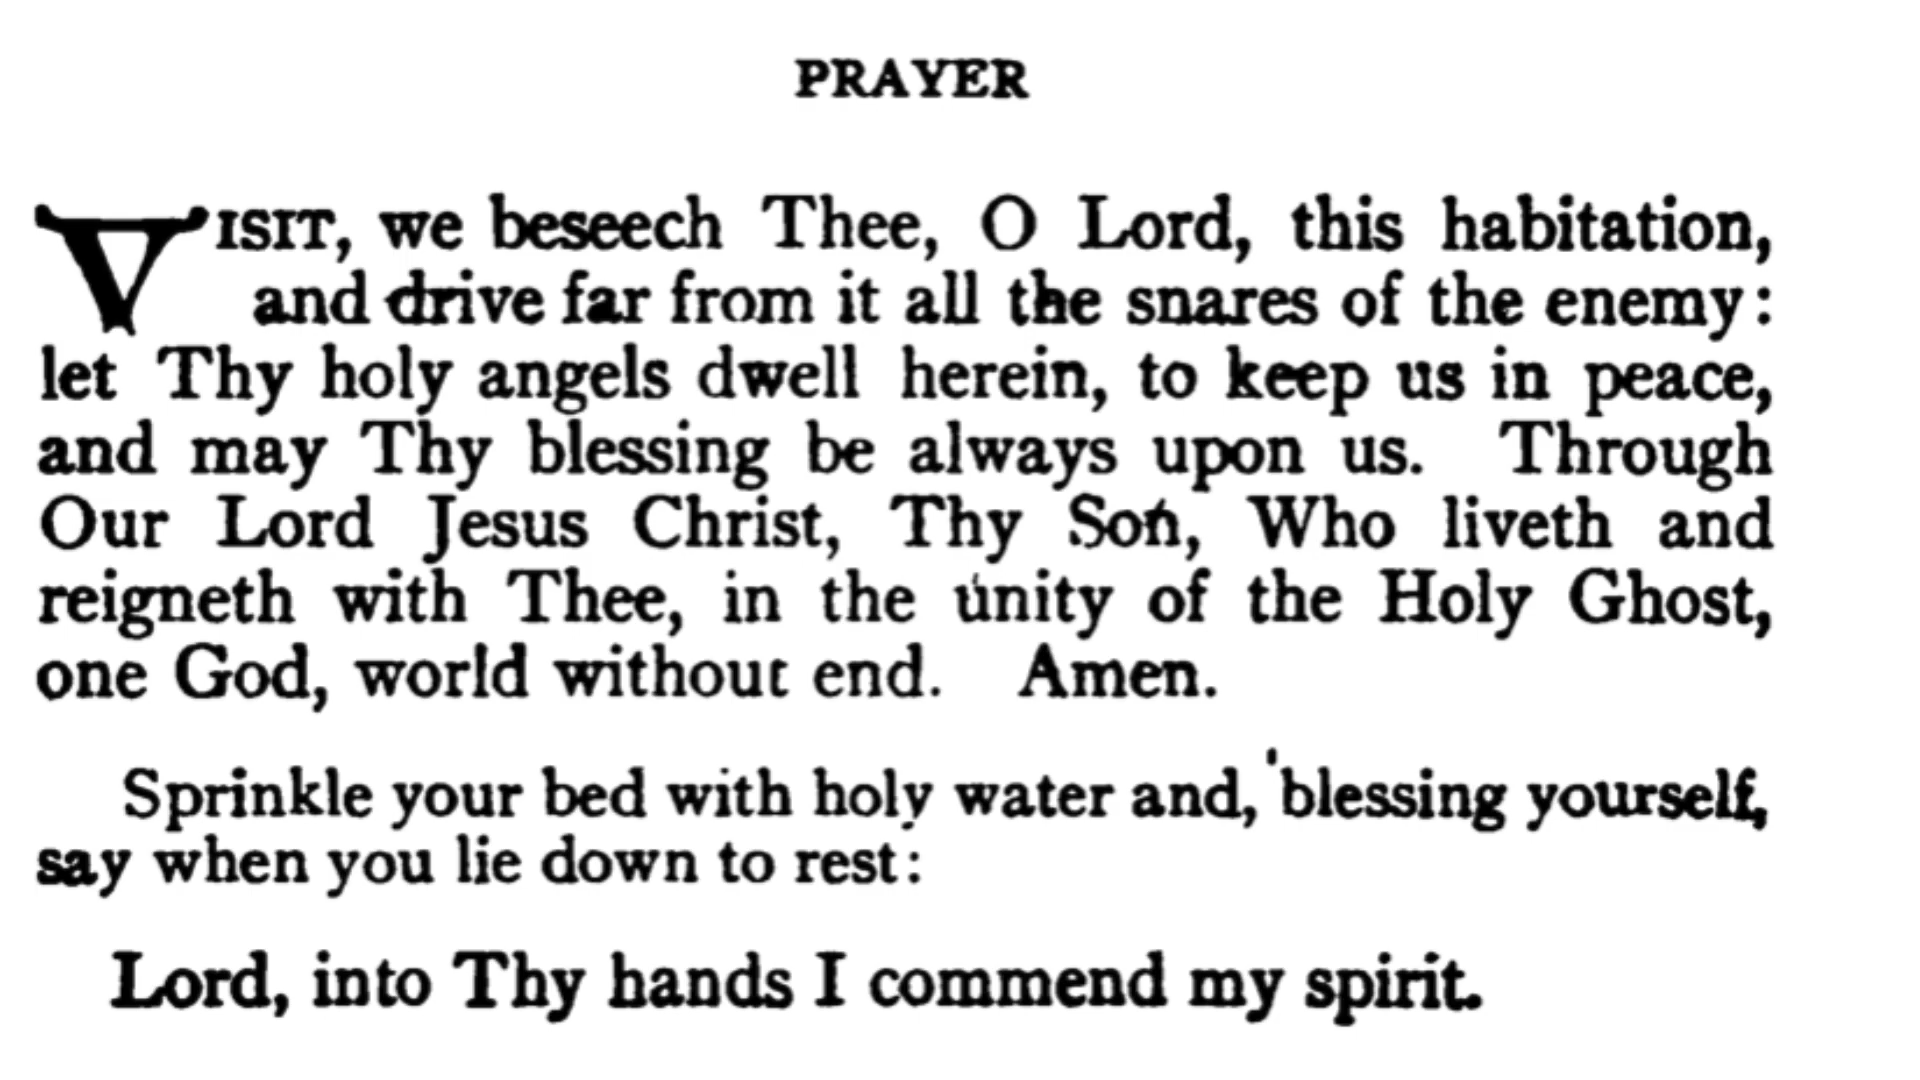 PRAYER
VISIT, we beseech Thee, O Lord, this habitation,
and drive far from it all the snares of the enemy:
let Thy holy angels dwell herein, to keep us in peace,
and may Thy blessing be always upon us. Through
Our Lord Jesus Christ, Thy Son, Who liveth and
reigneth with Thee, in the unity of the Holy Ghost,
one God, world without end. Amen.
Sprinkle your bed with holy water and, blessing yourself,
say when you lie down to rest:
Lord, into Thy hands I commend my spirit.